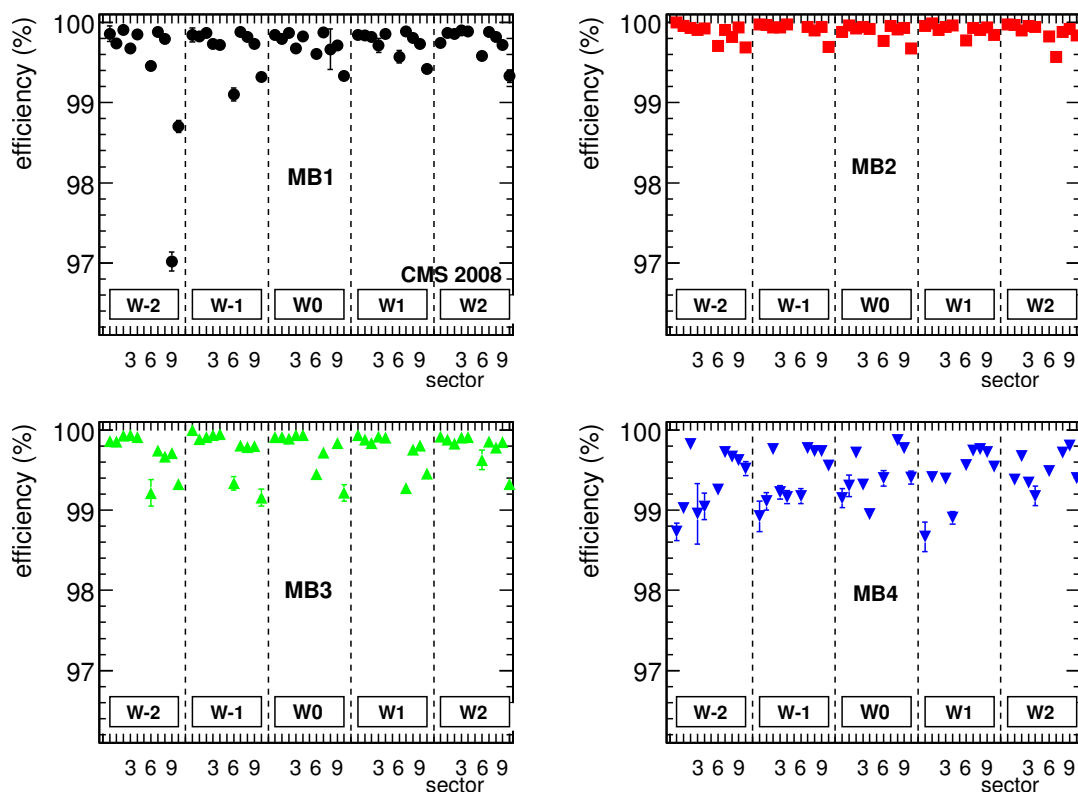 efficiency (%)
100
99
98
97
MB1
CMS 2008
W-2 W-1 W0 W1 W2
3 6 9 3 6 9 3 6 9 3 6 9 3 6 9
sector
efficiency (%)
100
99
98
97
MB2
W-2 W-1 W0 W1 W2
3 6 9 3 6 9 3 6 9 3 6 9 3 6 9
sector
efficiency (%)
100
99
98
97
MB3
W-2 W-1 W0 W1 W2
3 6 9 3 6 9 3 6 9 3 6 9 3 6 9
sector
efficiency (%)
100
99
98
97
MB4
W-2 W-1 W0 W1 W2
3 6 9 3 6 9 3 6 9 3 6 9 3 6 9
sector